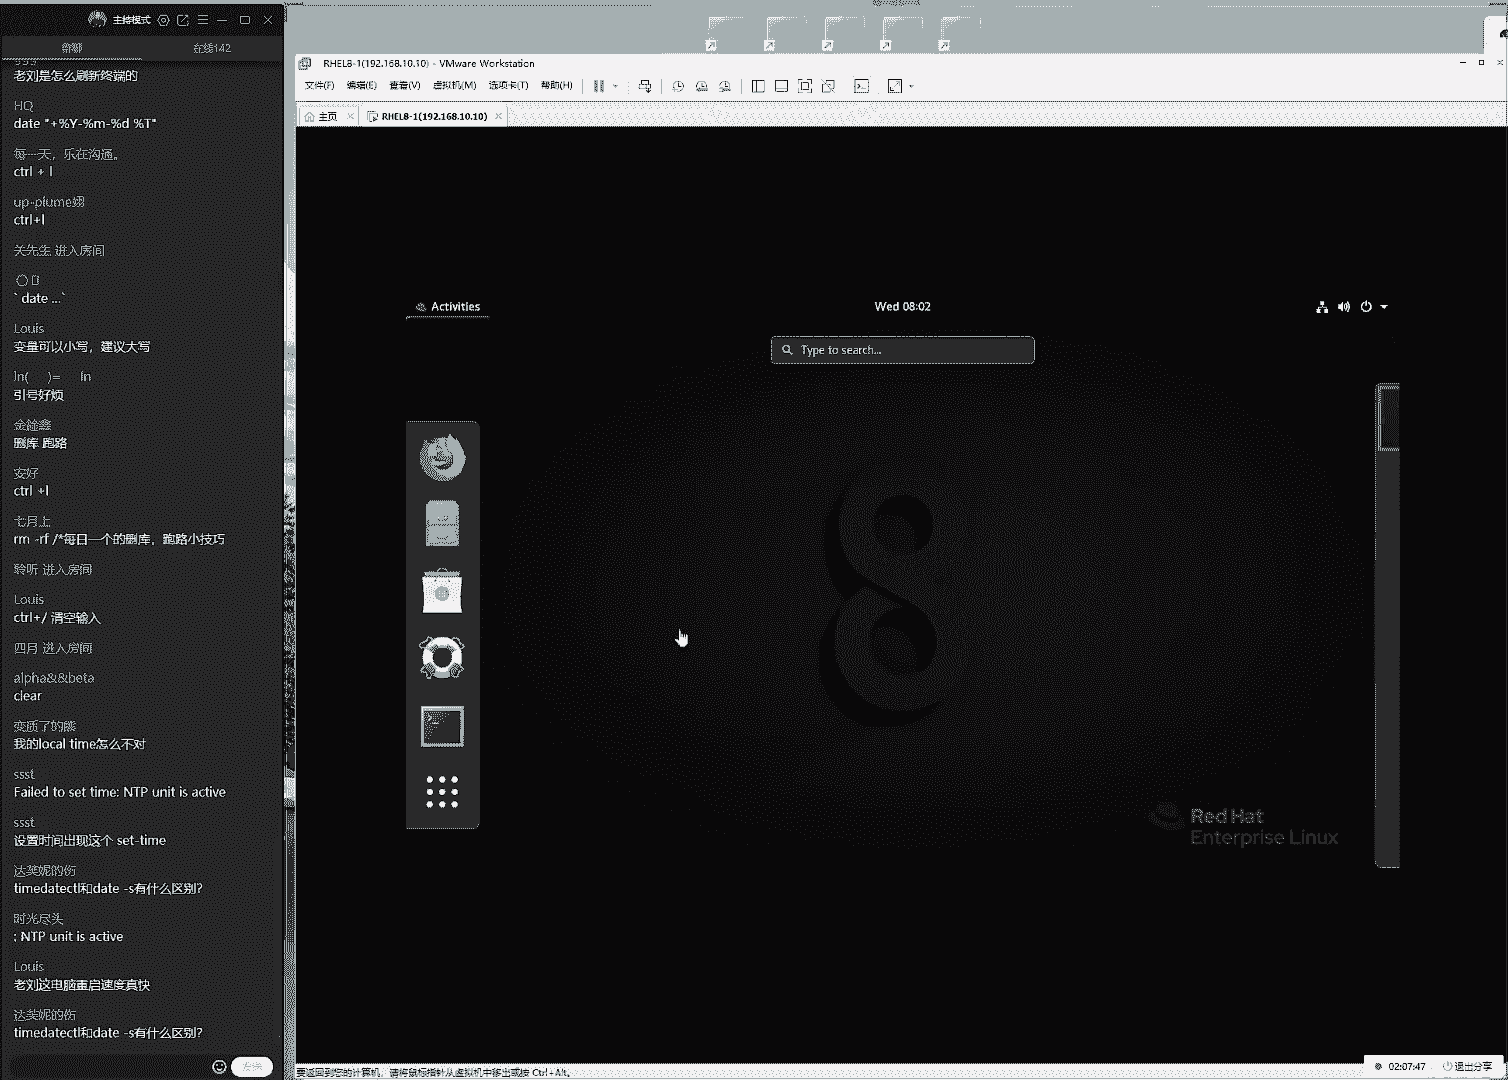 主持模式
在线142
老刘是怎么刷新终端的
HQ
date "+%Y-%m-%d %T"
每一天，乐在沟通。
ctrl + l
up-plume翊
ctrl+l
关先生 进入房间
`date ...`
Louis
变量可以小写，建议大写
ln( )= ln
引号好烦
删库 跑路
安好
ctrl +l
七月上
rm -rf /*每日一个的删库，跑路小技巧
聆听 进入房间
Louis
ctrl+/ 清空输入
四月 进入房间
alpha&&beta
clear
变质了的熊
我的local time怎么不对
ssst
Failed to set time: NTP unit is active
ssst
设置时间出现这个 set-time
达芙妮的伤
timedatectl和date -s有什么区别?
时光尽头
: NTP unit is active
Louis
老刘这电脑重启速度真快
达芙妮的伤
timedatectl和date -s有什么区别?
发送
RHEL8-1(192.168.10.10) - VMware Workstation
文件(F) 编辑(E) 查看(V) 虚拟机(M) 选项卡(T) 帮助(H)
主页
RHEL8-1(192.168.10.10)
Activities
Wed 08:02
Type to search...
8
Red Hat
Enterprise Linux
要返回到您的计算机，请将鼠标指针从虚拟机中移出或按 Ctrl+Alt。
02:07:47
退出分享